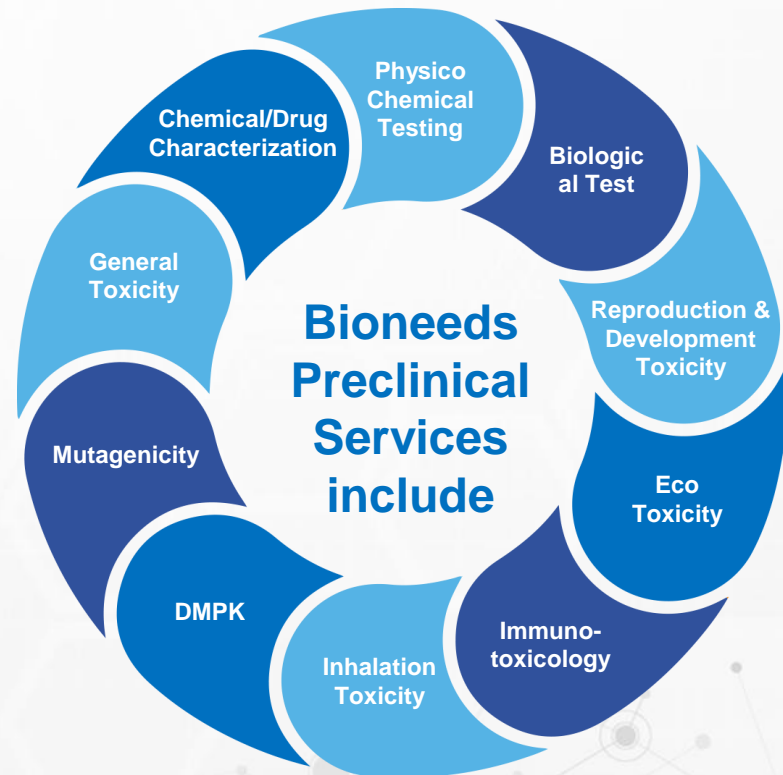 Bioneeds
Preclinical
Services
include
Physico
Chemical
Testing
Biologic
al Test
Reproduction &
Development
Toxicity
Eco
Toxicity
Immuno-
toxicology
Inhalation
Toxicity
DMPK
Mutagenicity
General
Toxicity
Chemical/Drug
Characterization